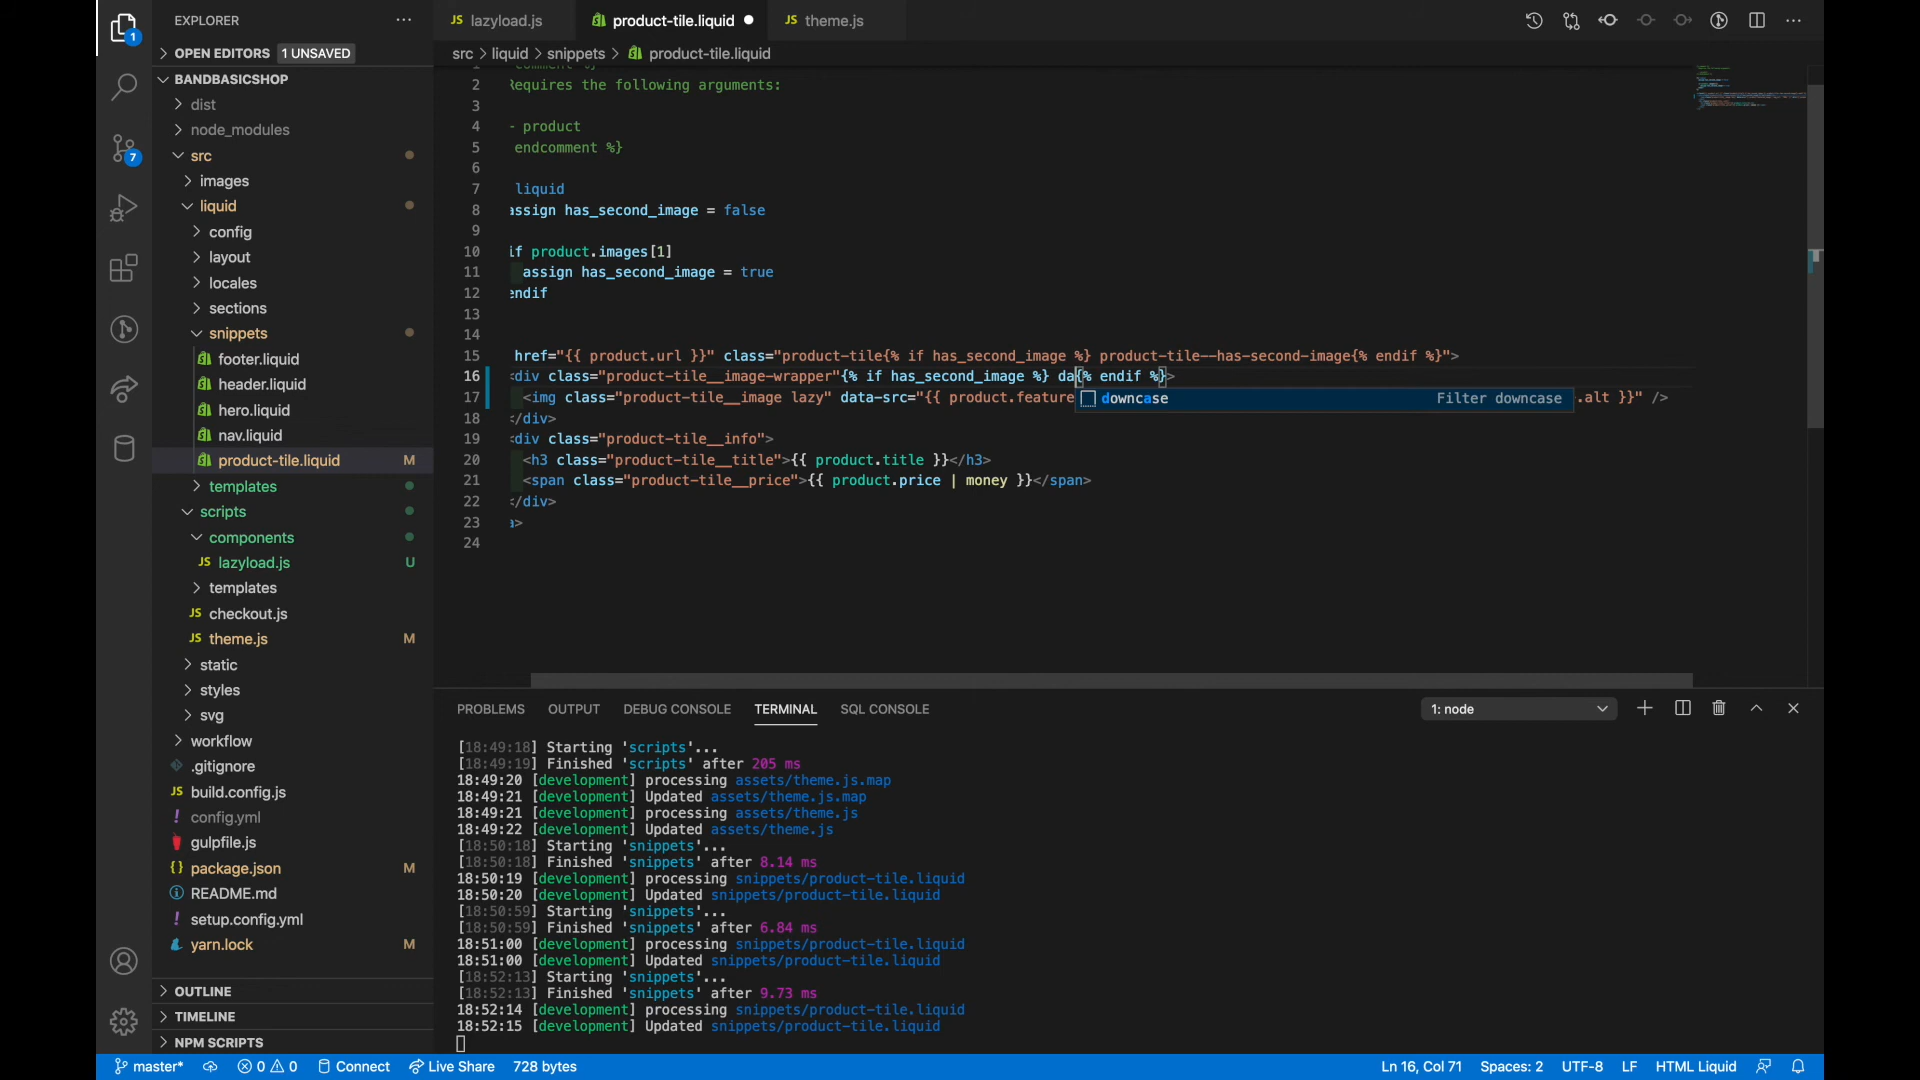 EXPLORER
lazyload.js
product-tile.liquid
theme.js
OPEN EDITORS 1 UNSAVED
src > liquid > snippets > product-tile.liquid
BANDBASICSHOP
dist
node_modules
src
images
liquid
config
layout
locales
sections
snippets
footer.liquid
header.liquid
hero.liquid
nav.liquid
product-tile.liquid M
templates
scripts
components
JS lazyload.js U
templates
JS checkout.js
JS theme.js M
static
styles
svg
workflow
.gitignore
JS build.config.js
! config.yml
gulpfile.js
{} package.json M
README.md
! setup.config.yml
yarn.lock M
OUTLINE
TIMELINE
NPM SCRIPTS
1
7
2 Requires the following arguments:
3
4 - product
5 endcomment %}
6
7 liquid
8 assign has_second_image = false
9
10 if product.images[1]
11 assign has_second_image = true
12 endif
13
14
15 href="{{ product.url }}" class="product-tile{% if has_second_image %} product-tile--has-second-image{% endif %}">
16 <div class="product-tile__image-wrapper"{% if has_second_image %} da{% endif %}>
17 <img class="product-tile__image lazy" data-src="{{ product.feature
.alt }}" />
downcase Filter downcase
18 </div>
19 <div class="product-tile__info">
20 <h3 class="product-tile__title">{{ product.title }}</h3>
21 <span class="product-tile__price">{{ product.price | money }}</span>
22 </div>
23 a>
24
PROBLEMS OUTPUT DEBUG CONSOLE TERMINAL SQL CONSOLE 1: node
[18:49:18] Starting 'scripts'...
[18:49:19] Finished 'scripts' after 205 ms
18:49:20 [development] processing assets/theme.js.map
18:49:21 [development] Updated assets/theme.js.map
18:49:21 [development] processing assets/theme.js
18:49:22 [development] Updated assets/theme.js
[18:50:18] Starting 'snippets'...
[18:50:18] Finished 'snippets' after 8.14 ms
18:50:19 [development] processing snippets/product-tile.liquid
18:50:20 [development] Updated snippets/product-tile.liquid
[18:50:59] Starting 'snippets'...
[18:50:59] Finished 'snippets' after 6.84 ms
18:51:00 [development] processing snippets/product-tile.liquid
18:51:00 [development] Updated snippets/product-tile.liquid
[18:52:13] Starting 'snippets'...
[18:52:13] Finished 'snippets' after 9.73 ms
18:52:14 [development] processing snippets/product-tile.liquid
18:52:15 [development] Updated snippets/product-tile.liquid
master* 0 0 Connect Live Share 728 bytes Ln 16, Col 71 Spaces: 2 UTF-8 LF HTML Liquid